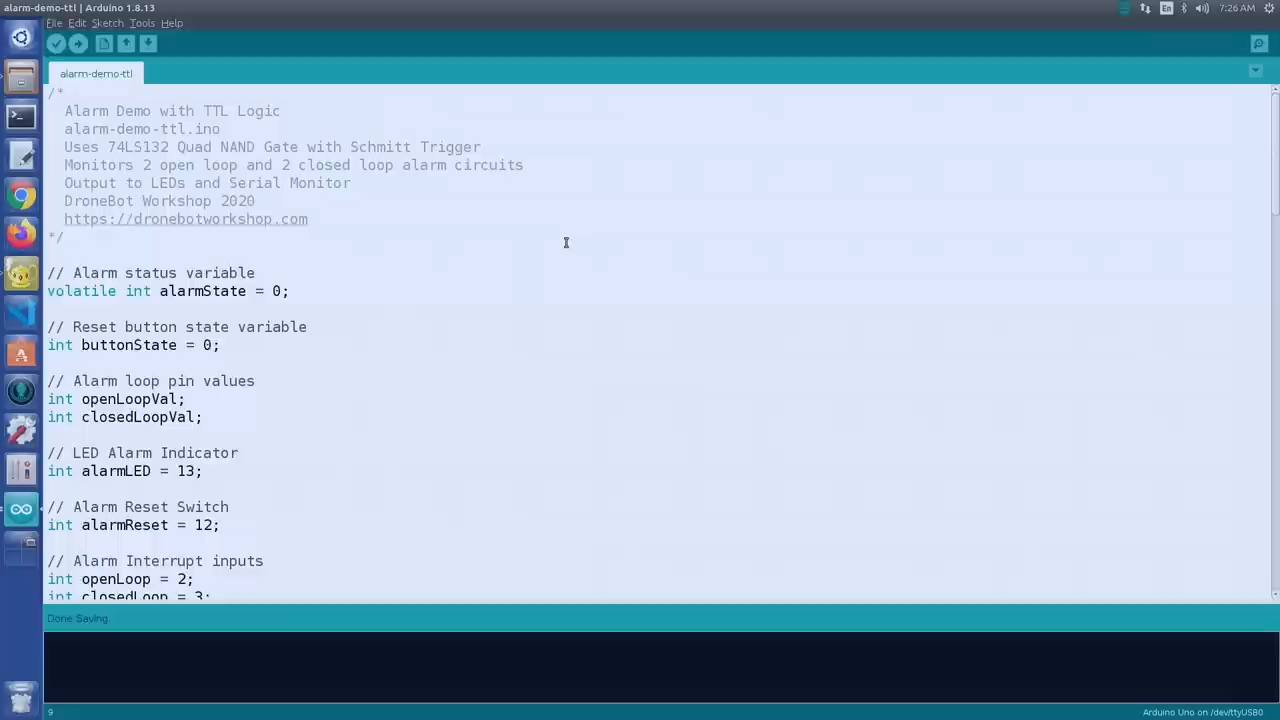 alarm-demo-ttl | Arduino 1.8.13
En
7:26 AM
File Edit Sketch Tools Help
alarm-demo-ttl
/*
Alarm Demo with TTL Logic
alarm-demo-ttl.ino
Uses 74LS132 Quad NAND Gate with Schmitt Trigger
Monitors 2 open loop and 2 closed loop alarm circuits
Output to LEDs and Serial Monitor
DroneBot Workshop 2020
https://dronebotworkshop.com
*/
// Alarm status variable
volatile int alarmState = 0;
// Reset button state variable
int buttonState = 0;
// Alarm loop pin values
int openLoopVal;
int closedLoopVal;
// LED Alarm Indicator
int alarmLED = 13;
// Alarm Reset Switch
int alarmReset = 12;
// Alarm Interrupt inputs
int openLoop = 2;
int closedLoop = 3;
Done Saving.
9
Arduino Uno on /dev/ttyUSB0